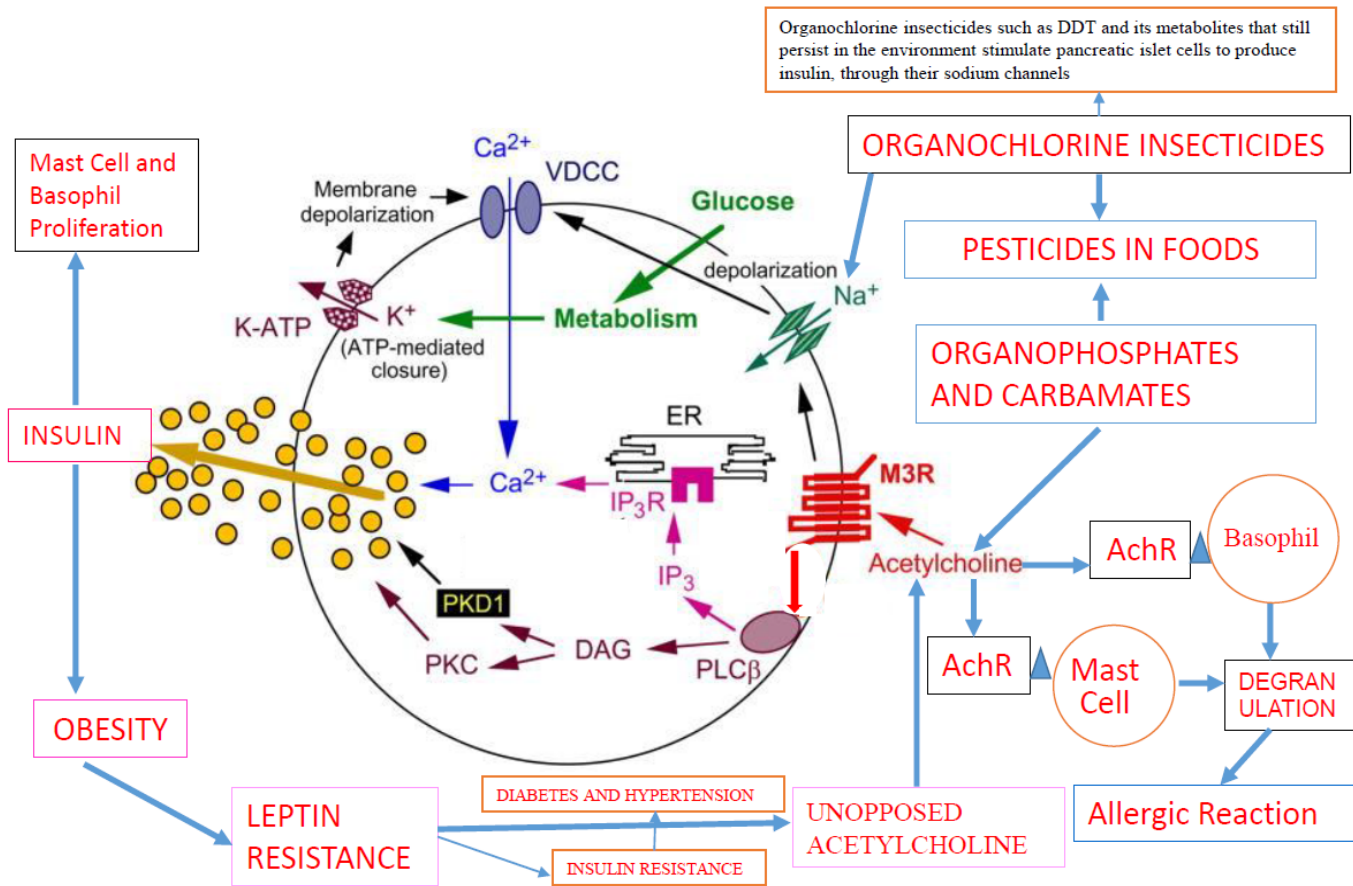 Organochlorine insecticides such as DDT and its metabolites that still
persist in the environment stimulate pancreatic islet cells to produce
insulin, through their sodium channels
ORGANOCHLORINE INSECTICIDES
Mast Cell and
Basophil
Proliferation
Ca2+
VDCC
Membrane
depolarization
Glucose
PESTICIDES IN FOODS
depolarization
Na+
K-ATP
K+
Metabolism
(ATP-mediated
closure)
ORGANOPHOSPHATES
AND CARBAMATES
INSULIN
ER
Ca2+
IP3R
M3R
Acetylcholine
AchR
Basophil
IP3
PKD1
PKC
DAG
PLCβ
AchR
Mast
Cell
DEGRAN
ULATION
OBESITY
LEPTIN
RESISTANCE
DIABETES AND HYPERTENSION
INSULIN RESISTANCE
UNOPPOSED
ACETYLCHOLINE
Allergic Reaction